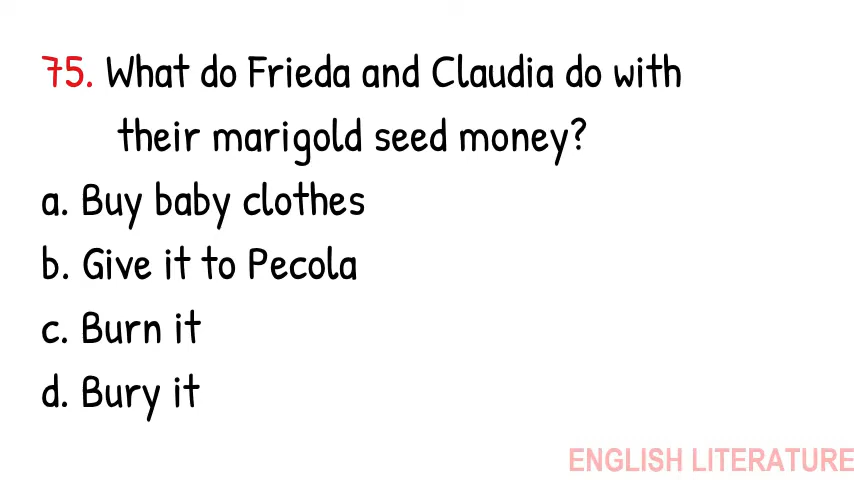 75. What do Frieda and Claudia do with
their marigold seed money?
a. Buy baby clothes
b. Give it to Pecola
c. Burn it
d. Bury it
ENGLISH LITERATURE